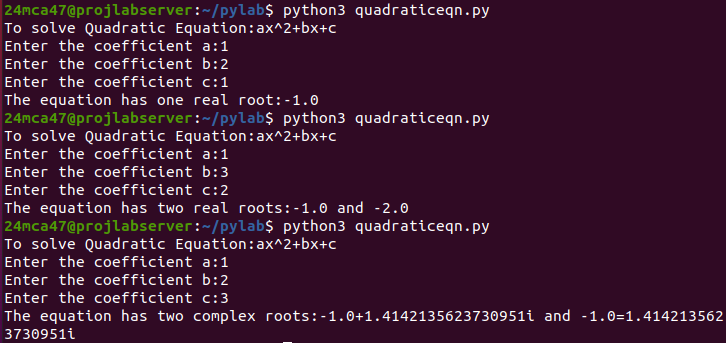 24mca47@projlabserver:~/pylab$ python3 quadraticeqn.py
To solve Quadratic Equation:ax^2+bx+c
Enter the coefficient a:1
Enter the coefficient b:2
Enter the coefficient c:1
The equation has one real root:-1.0
24mca47@projlabserver:~/pylab$ python3 quadraticeqn.py
To solve Quadratic Equation:ax^2+bx+c
Enter the coefficient a:1
Enter the coefficient b:3
Enter the coefficient c:2
The equation has two real roots:-1.0 and -2.0
24mca47@projlabserver:~/pylab$ python3 quadraticeqn.py
To solve Quadratic Equation:ax^2+bx+c
Enter the coefficient a:1
Enter the coefficient b:2
Enter the coefficient c:3
The equation has two complex roots:-1.0+1.4142135623730951i and -1.0=1.414213562
3730951i